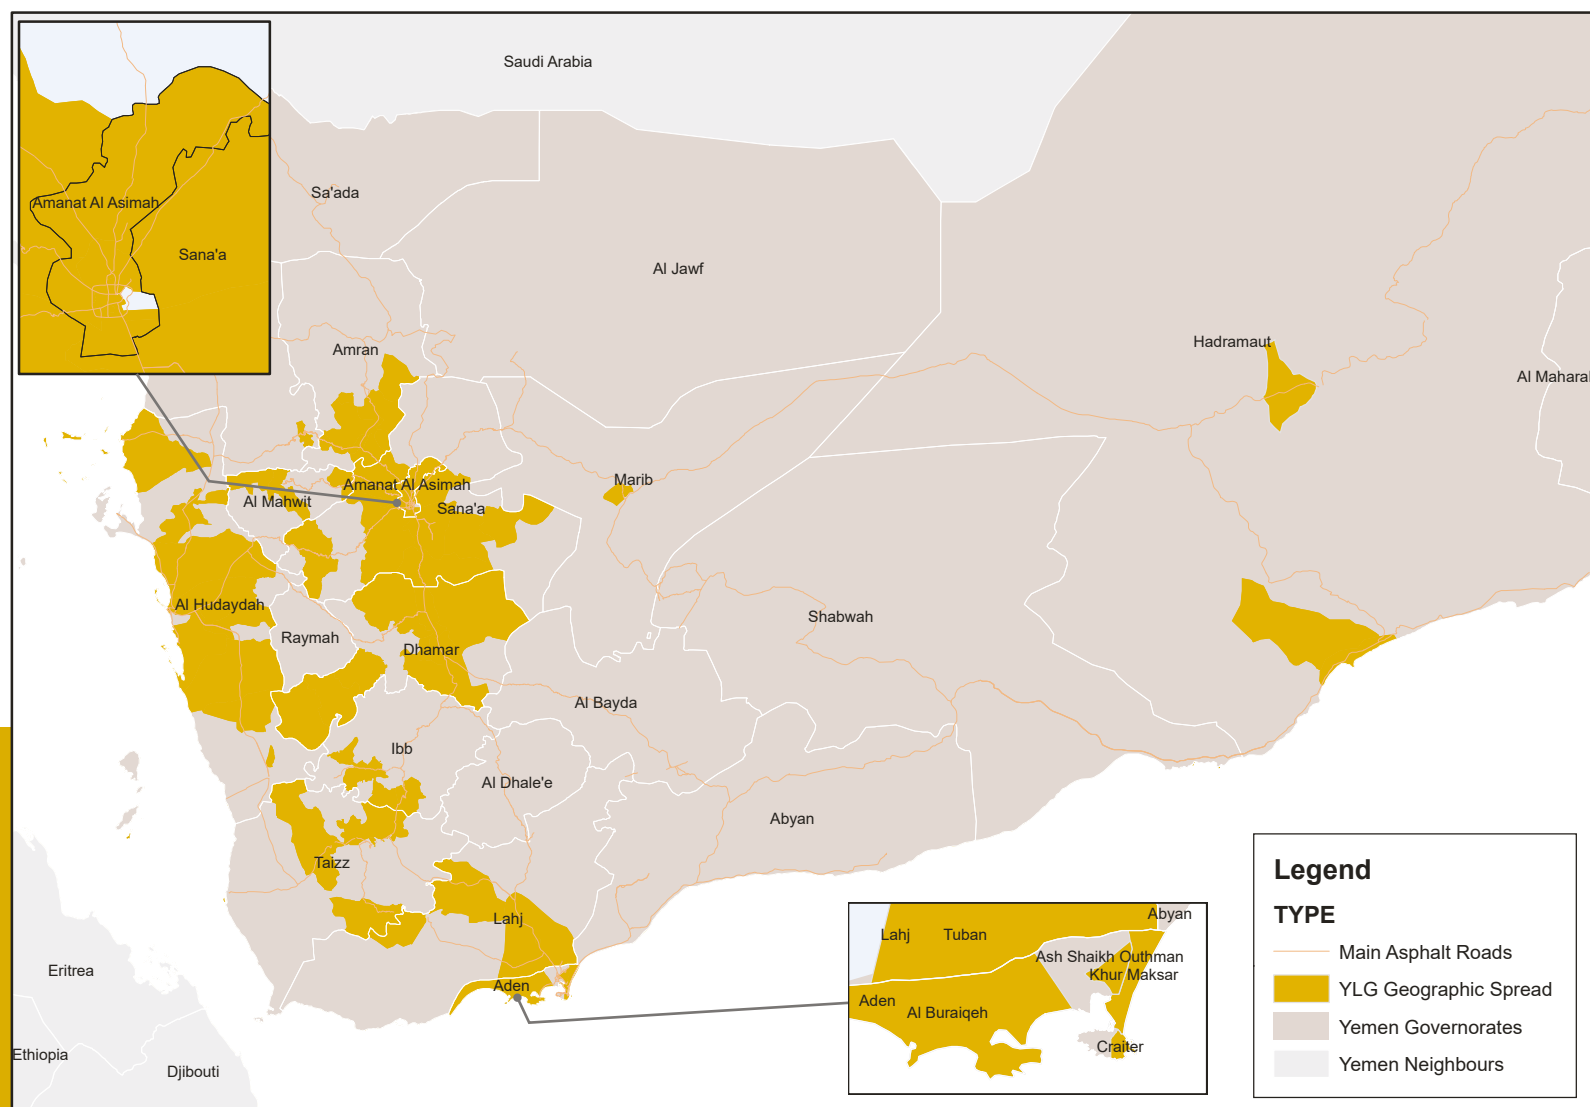 Saudi Arabia
Sa'ada
Amanat Al Asimah
Sana'a
Al Jawf
Hadramaut
Amran
Al Mahara
Marib
Amanat Al Asimah
Al Mahwit
Sana'a
Al Hudaydah
Shabwah
Raymah
Dhamar
Al Bayda
Ibb
Al Dhale'e
Abyan
Taizz
Lahj
Aden
Eritrea
Ethiopia
Djibouti
Abyan
Lahj
Tuban
Ash Shaikh Outhman
Khur Maksar
Aden
Al Buraiqeh
Craiter
Legend
TYPE
Main Asphalt Roads
YLG Geographic Spread
Yemen Governorates
Yemen Neighbours